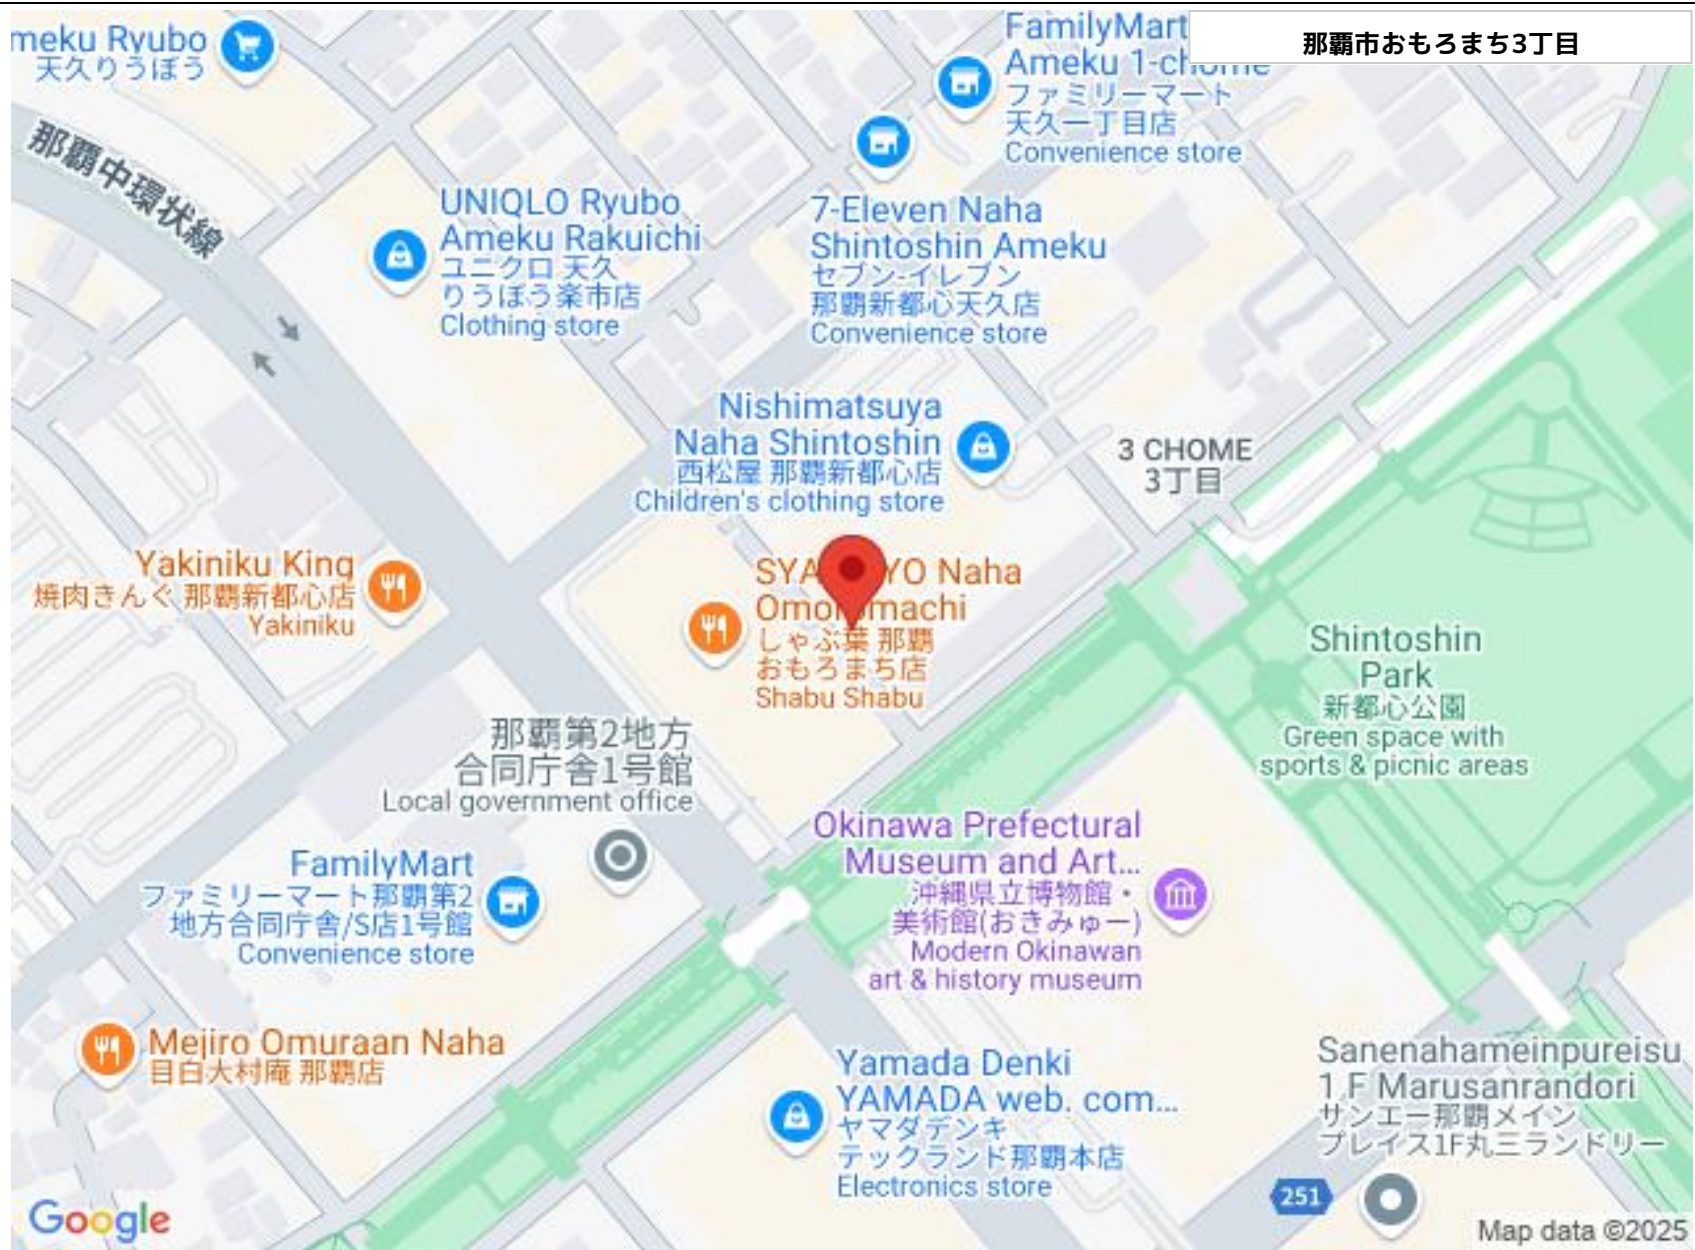 那覇市おもろまち3丁目
meku Ryubo
天久りうぼう
FamilyMart
Ameku 1-chome
ファミリーマート
天久一丁目店
Convenience store
那覇中環状線
UNIQLO Ryubo
Ameku Rakuichi
ユニクロ 天久
りうぼう楽市店
Clothing store
7-Eleven Naha
Shintoshin Ameku
セブン-イレブン
那覇新都心天久店
Convenience store
Nishimatsuya
Naha Shintoshin
西松屋 那覇新都心店
Children's clothing store
3 CHOME
3丁目
Yakiniku King
焼肉きんぐ 那覇新都心店
Yakiniku
SYA YO Naha
Omoromachi
しゃぶ葉 那覇
おもろまち店
Shabu Shabu
Shintoshin
Park
新都心公園
Green space with
sports & picnic areas
那覇第2地方
合同庁舎1号館
Local government office
Okinawa Prefectural
Museum and Art...
沖縄県立博物館・
美術館(おきみゅー)
Modern Okinawan
art & history museum
FamilyMart
ファミリーマート那覇第2
地方合同庁舎/S店1号館
Convenience store
Mejiro Omuraan Naha
目白大村庵 那覇店
Yamada Denki
YAMADA web. com...
ヤマダデンキ
テックランド那覇本店
Electronics store
Sanenahameinpureisu
1 F Marusanrandori
サンエー那覇メイン
プレイス1F丸三ランドリー
251
Google
Map data ©2025